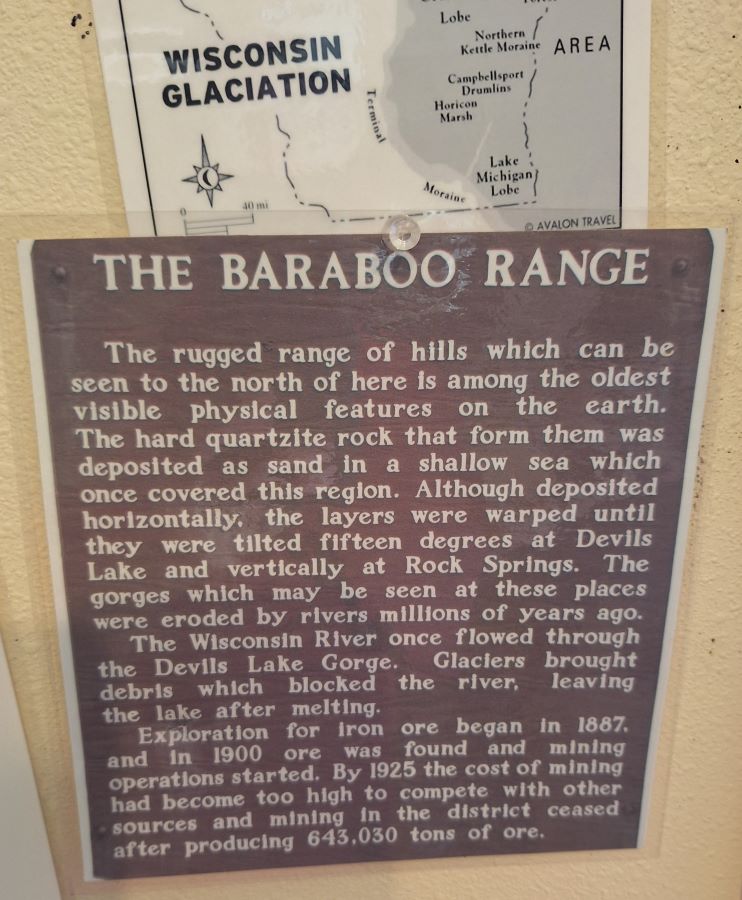 Lobe
Northern
Kettle Moraine
AREA
WISCONSIN
GLACIATION
Campbellsport
Drumlins
Horicon
Marsh
Terminal
Lake
Michigan
Lobe
Moraine
0 40 mi
© AVALON TRAVEL
THE BARABOO RANGE
The rugged range of hills which can be
seen to the north of here is among the oldest
visible physical features on the earth.
The hard quartzite rock that form them was
deposited as sand in a shallow sea which
once covered this region. Although deposited
horizontally, the layers were warped until
they were tilted fifteen degrees at Devils
Lake and vertically at Rock Springs. The
gorges which may be seen at these places
were eroded by rivers millions of years ago.
The Wisconsin River once flowed through
the Devils Lake Gorge. Glaciers brought
debris which blocked the river, leaving
the lake after melting.
Exploration for iron ore began in 1887,
and in 1900 ore was found and mining
operations started. By 1925 the cost of mining
had become too high to compete with other
sources and mining in the district ceased
after producing 643,030 tons of ore.